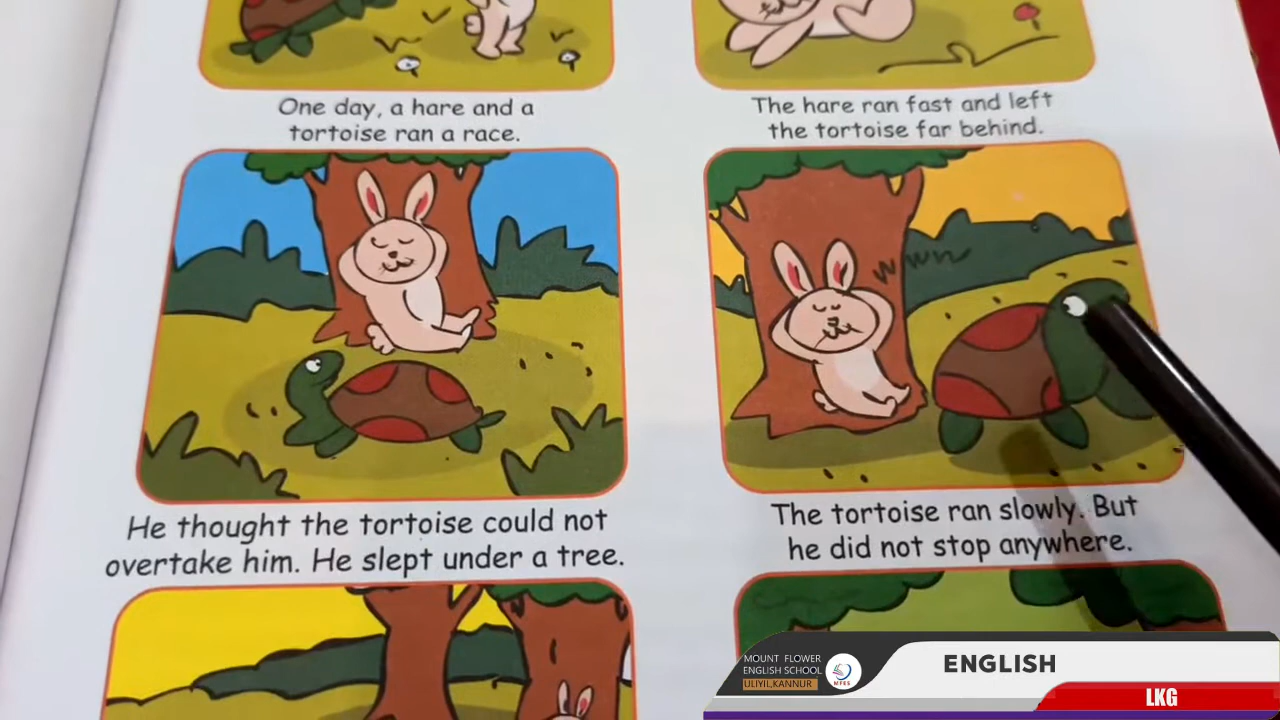 One day, a hare and a
tortoise ran a race.
The hare ran fast and left
the tortoise far behind.
He thought the tortoise could not
overtake him. He slept under a tree.
The tortoise ran slowly. But
he did not stop anywhere.
MOUNT FLOWER
ENGLISH SCHOOL
ULIYIL,KANNUR
MFES
ENGLISH
LKG